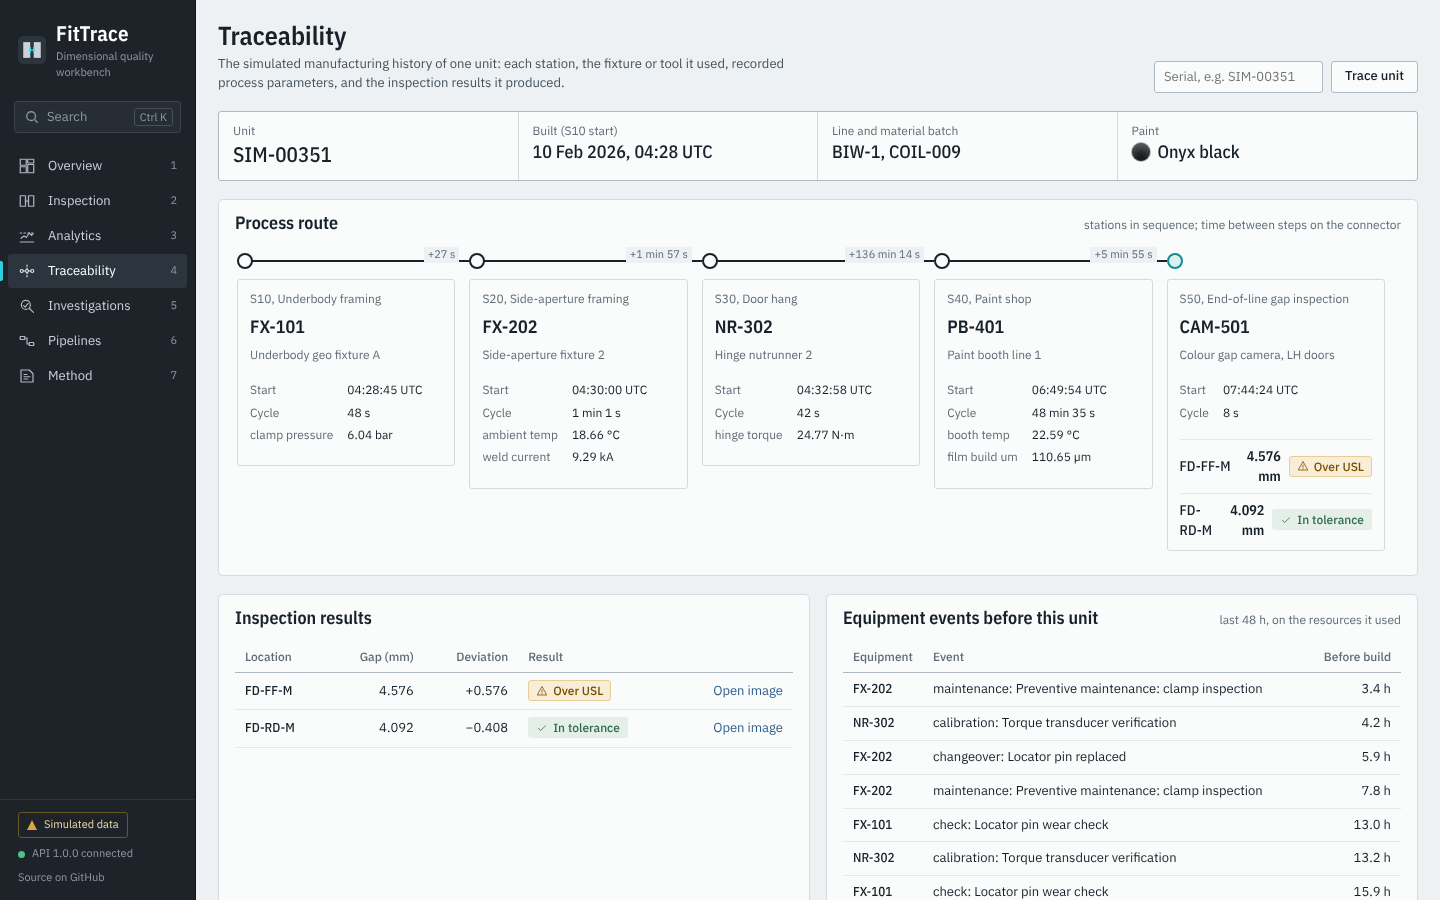 FitTrace
Dimensional quality
workbench
Search
Ctrl K
Overview 1
Inspection 2
Analytics 3
Traceability 4
Investigations 5
Pipelines 6
Method 7
Simulated data
API 1.0.0 connected
Source on GitHub
Traceability
The simulated manufacturing history of one unit: each station, the fixture or tool it used, recorded
process parameters, and the inspection results it produced.
Serial, e.g. SIM-00351
Trace unit
Unit
SIM-00351
Built (S10 start)
10 Feb 2026, 04:28 UTC
Line and material batch
BIW-1, COIL-009
Paint
Onyx black
Process route
stations in sequence; time between steps on the connector
+27 s
+1 min 57 s
+136 min 14 s
+5 min 55 s
S10, Underbody framing
FX-101
Underbody geo fixture A
Start 04:28:45 UTC
Cycle 48 s
clamp pressure 6.04 bar
S20, Side-aperture framing
FX-202
Side-aperture fixture 2
Start 04:30:00 UTC
Cycle 1 min 1 s
ambient temp 18.66 °C
weld current 9.29 kA
S30, Door hang
NR-302
Hinge nutrunner 2
Start 04:32:58 UTC
Cycle 42 s
hinge torque 24.77 N·m
S40, Paint shop
PB-401
Paint booth line 1
Start 06:49:54 UTC
Cycle 48 min 35 s
booth temp 22.59 °C
film build um 110.65 µm
S50, End-of-line gap inspection
CAM-501
Colour gap camera, LH doors
Start 07:44:24 UTC
Cycle 8 s
FD-FF-M 4.576 mm Over USL
FD-RD-M 4.092 mm In tolerance
Inspection results
Location Gap (mm) Deviation Result
FD-FF-M 4.576 +0.576 Over USL Open image
FD-RD-M 4.092 −0.408 In tolerance Open image
Equipment events before this unit
last 48 h, on the resources it used
Equipment Event Before build
FX-202 maintenance: Preventive maintenance: clamp inspection 3.4 h
NR-302 calibration: Torque transducer verification 4.2 h
FX-202 changeover: Locator pin replaced 5.9 h
FX-202 maintenance: Preventive maintenance: clamp inspection 7.8 h
FX-101 check: Locator pin wear check 13.0 h
NR-302 calibration: Torque transducer verification 13.2 h
FX-101 check: Locator pin wear check 15.9 h